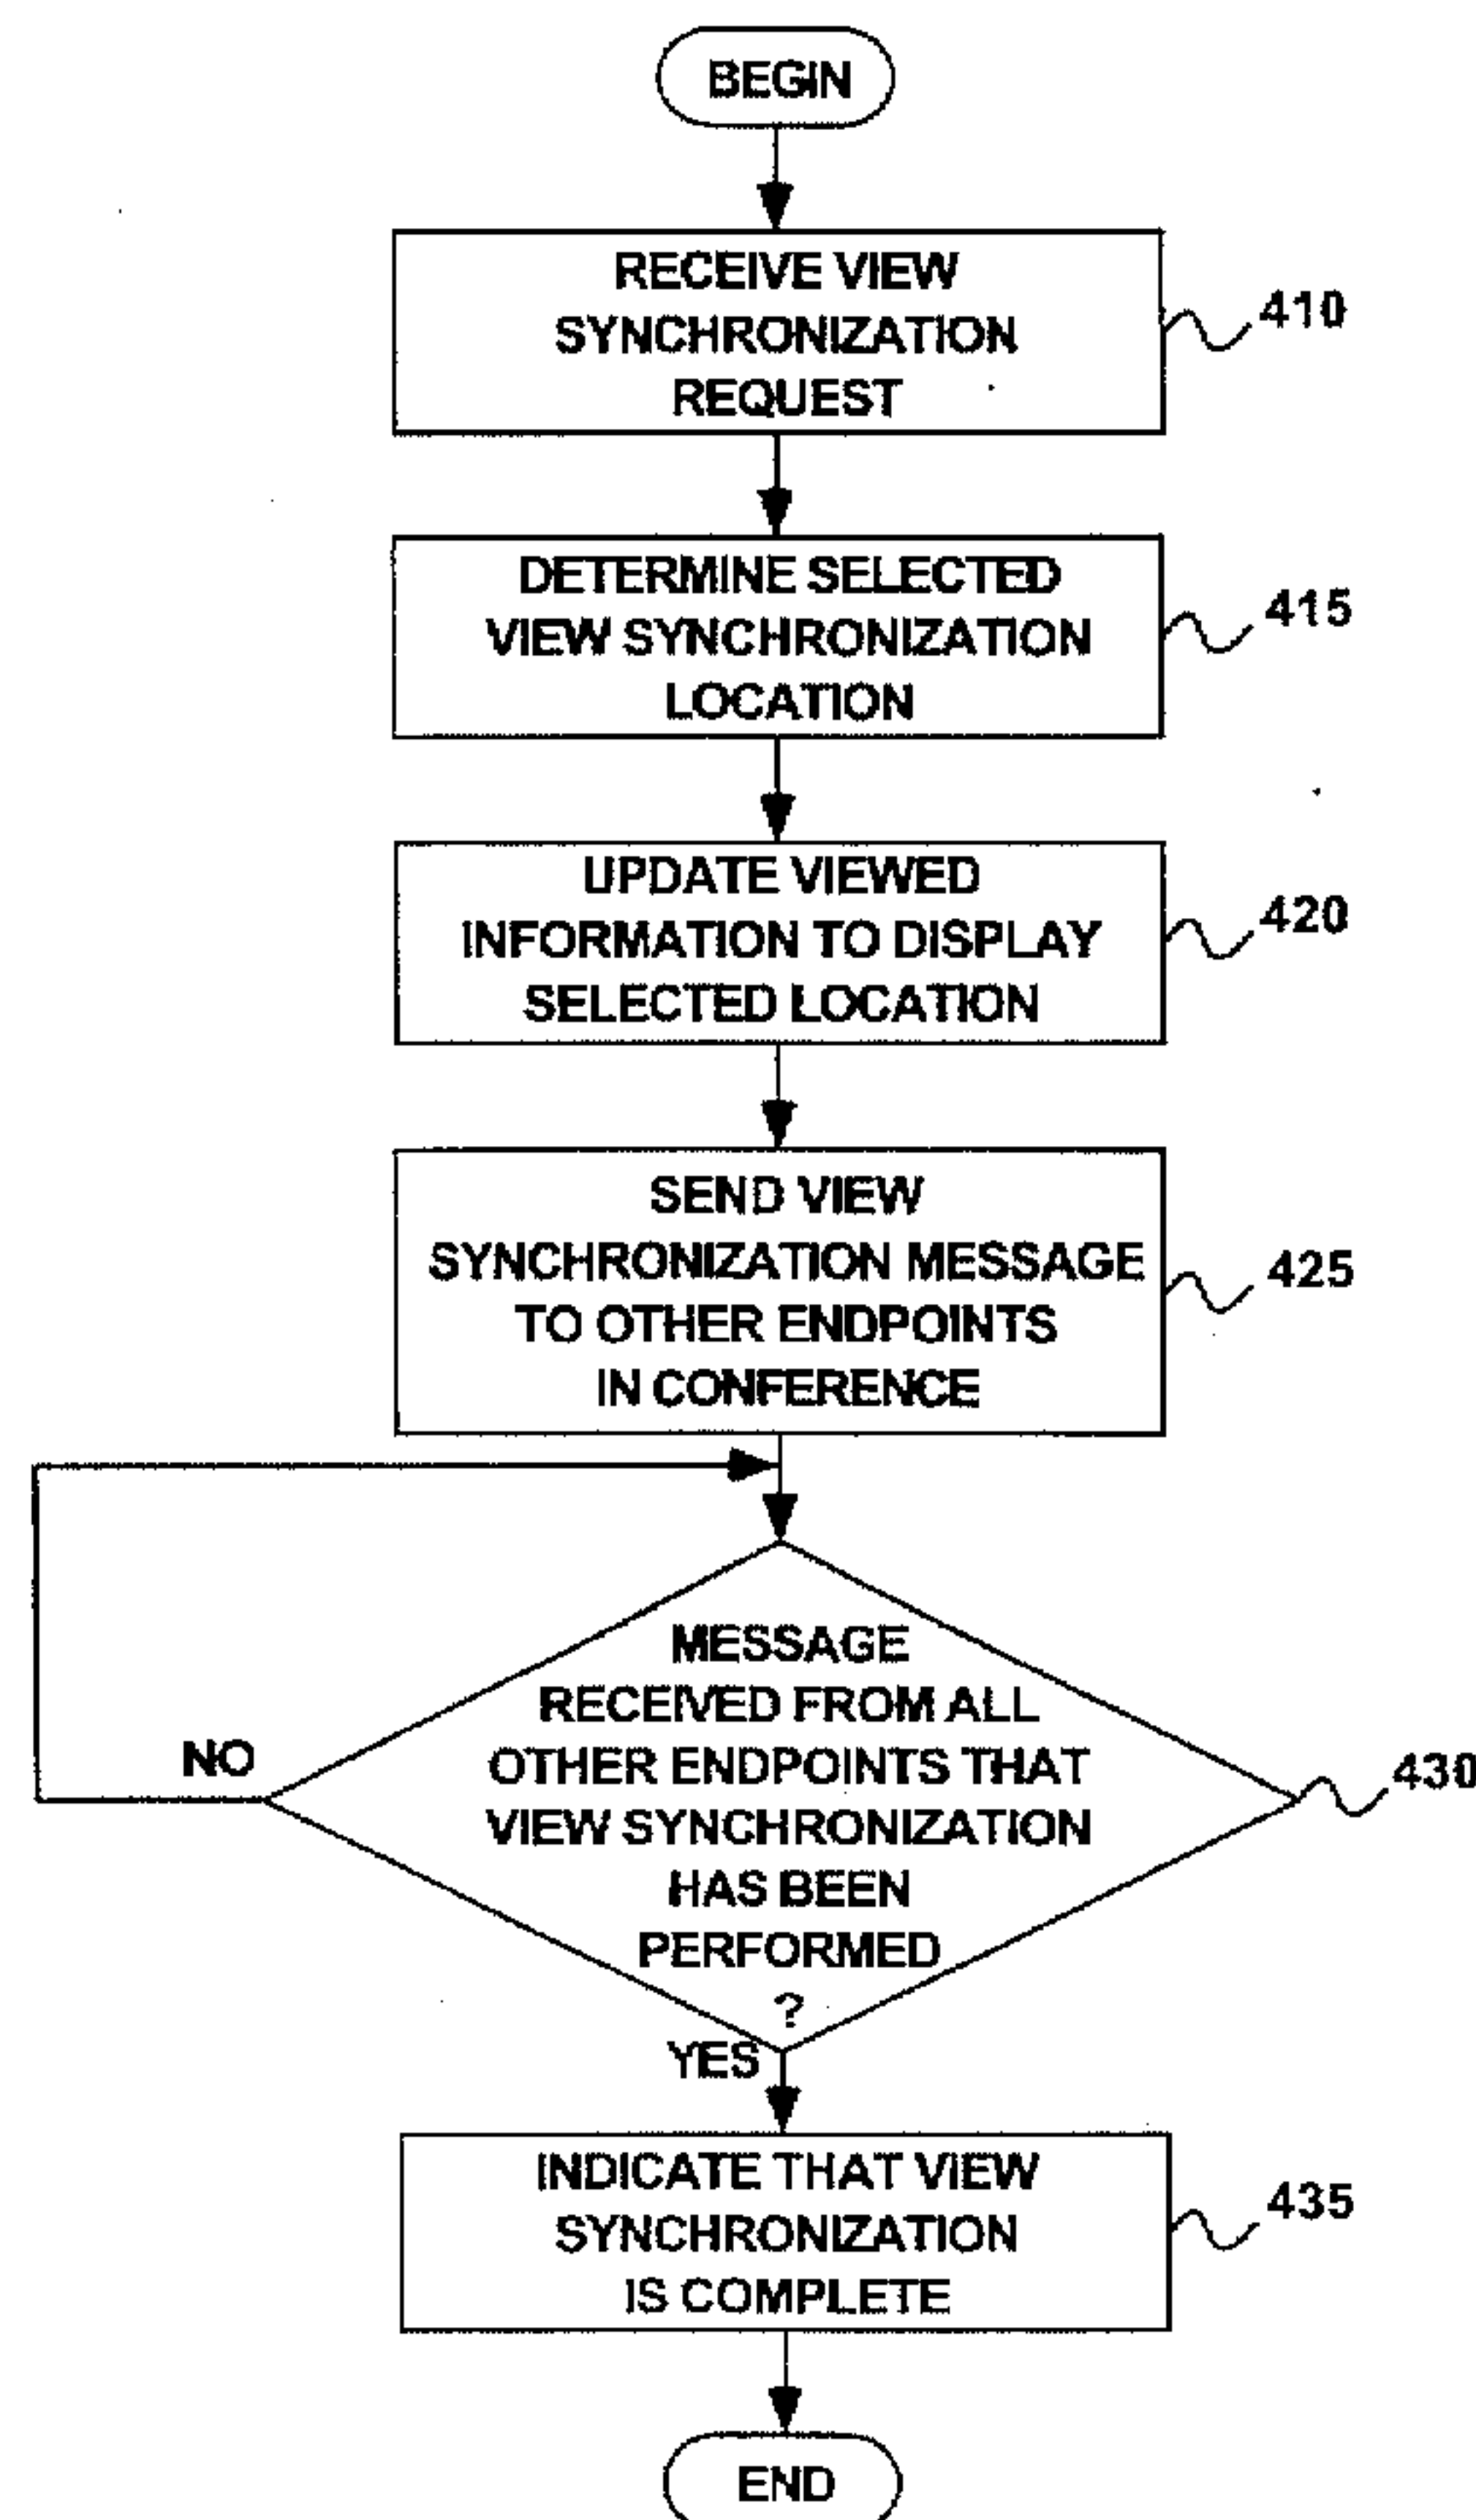 BEGIN
RECEIVE VIEW
SYNCHRONIZATION
REQUEST
410
DETERMINE SELECTED
VIEW SYNCHRONIZATION
LOCATION
415
UPDATE VIEWED
INFORMATION TO DISPLAY
SELECTED LOCATION
420
SEND VIEW
SYNCHRONIZATION MESSAGE
TO OTHER ENDPOINTS
IN CONFERENCE
425
MESSAGE
RECEIVED FROM ALL
OTHER ENDPOINTS THAT
VIEW SYNCHRONIZATION
HAS BEEN
PERFORMED
?
430
NO
YES
INDICATE THAT VIEW
SYNCHRONIZATION
IS COMPLETE
435
END